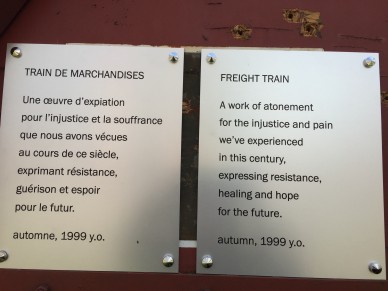 TRAIN DE MARCHANDISES
Une œuvre d'expiation
pour l'injustice et la souffrance
que nous avons vécues
au cours de ce siècle,
exprimant résistance,
guérison et espoir
pour le futur.
automne, 1999 y.o.
FREIGHT TRAIN
A work of atonement
for the injustice and pain
we've experienced
in this century,
expressing resistance,
healing and hope
for the future.
autumn, 1999 y.o.